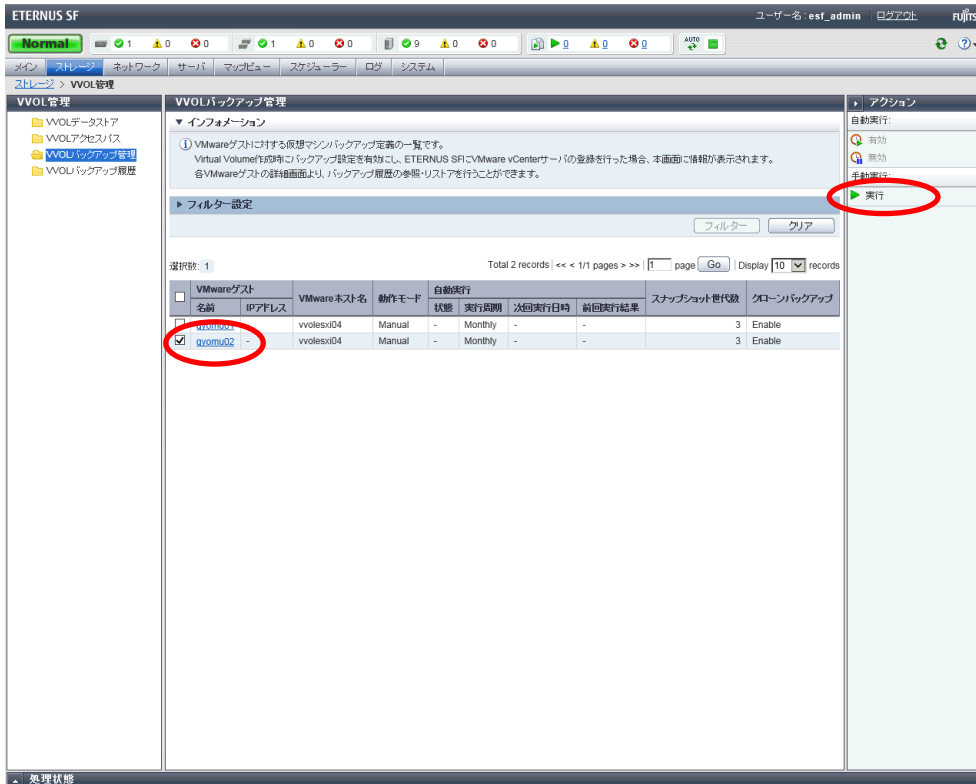 ETERNUS SF ユーザー名 : esf_admin ログアウト
Normal 1 0 0 1 0 0 9 0 0 0 0 0 AUTO
メイン ストレージ ネットワーク サーバ マップビュー スケジューラー ログ システム
ストレージ > VVOL管理
VVOL管理
VVOLデータストア
VVOLアクセスパス
VVOLバックアップ管理
VVOLバックアップ履歴
VVOLバックアップ管理
▼ インフォメーション
VMwareゲストに対する仮想マシンバックアップ定義の一覧です。
Virtual Volume作成時にバックアップ設定を有効にし、ETERNUS SFにVMware vCenterサーバの登録を行った場合、本画面に情報が表示されます。
各VMwareゲストの詳細画面より、バックアップ履歴の参照・リストアを行うことができます。
▶ フィルター設定
フィルター クリア
選択数: 1 Total 2 records << < 1/1 pages > >> 1 page Go Display 10 records
VMwareゲスト VMwareホスト名 動作モード 自動実行 スナップショット世代数 クローンバックアップ
名前 IPアドレス 状態 実行周期 次回実行日時 前回実行結果
gyomu01 vvolesxi04 Manual - Monthly - - 3 Enable
gyomu02 - vvolesxi04 Manual - Monthly - - 3 Enable
アクション
自動実行:
有効
無効
手動実行:
実行
処理状態